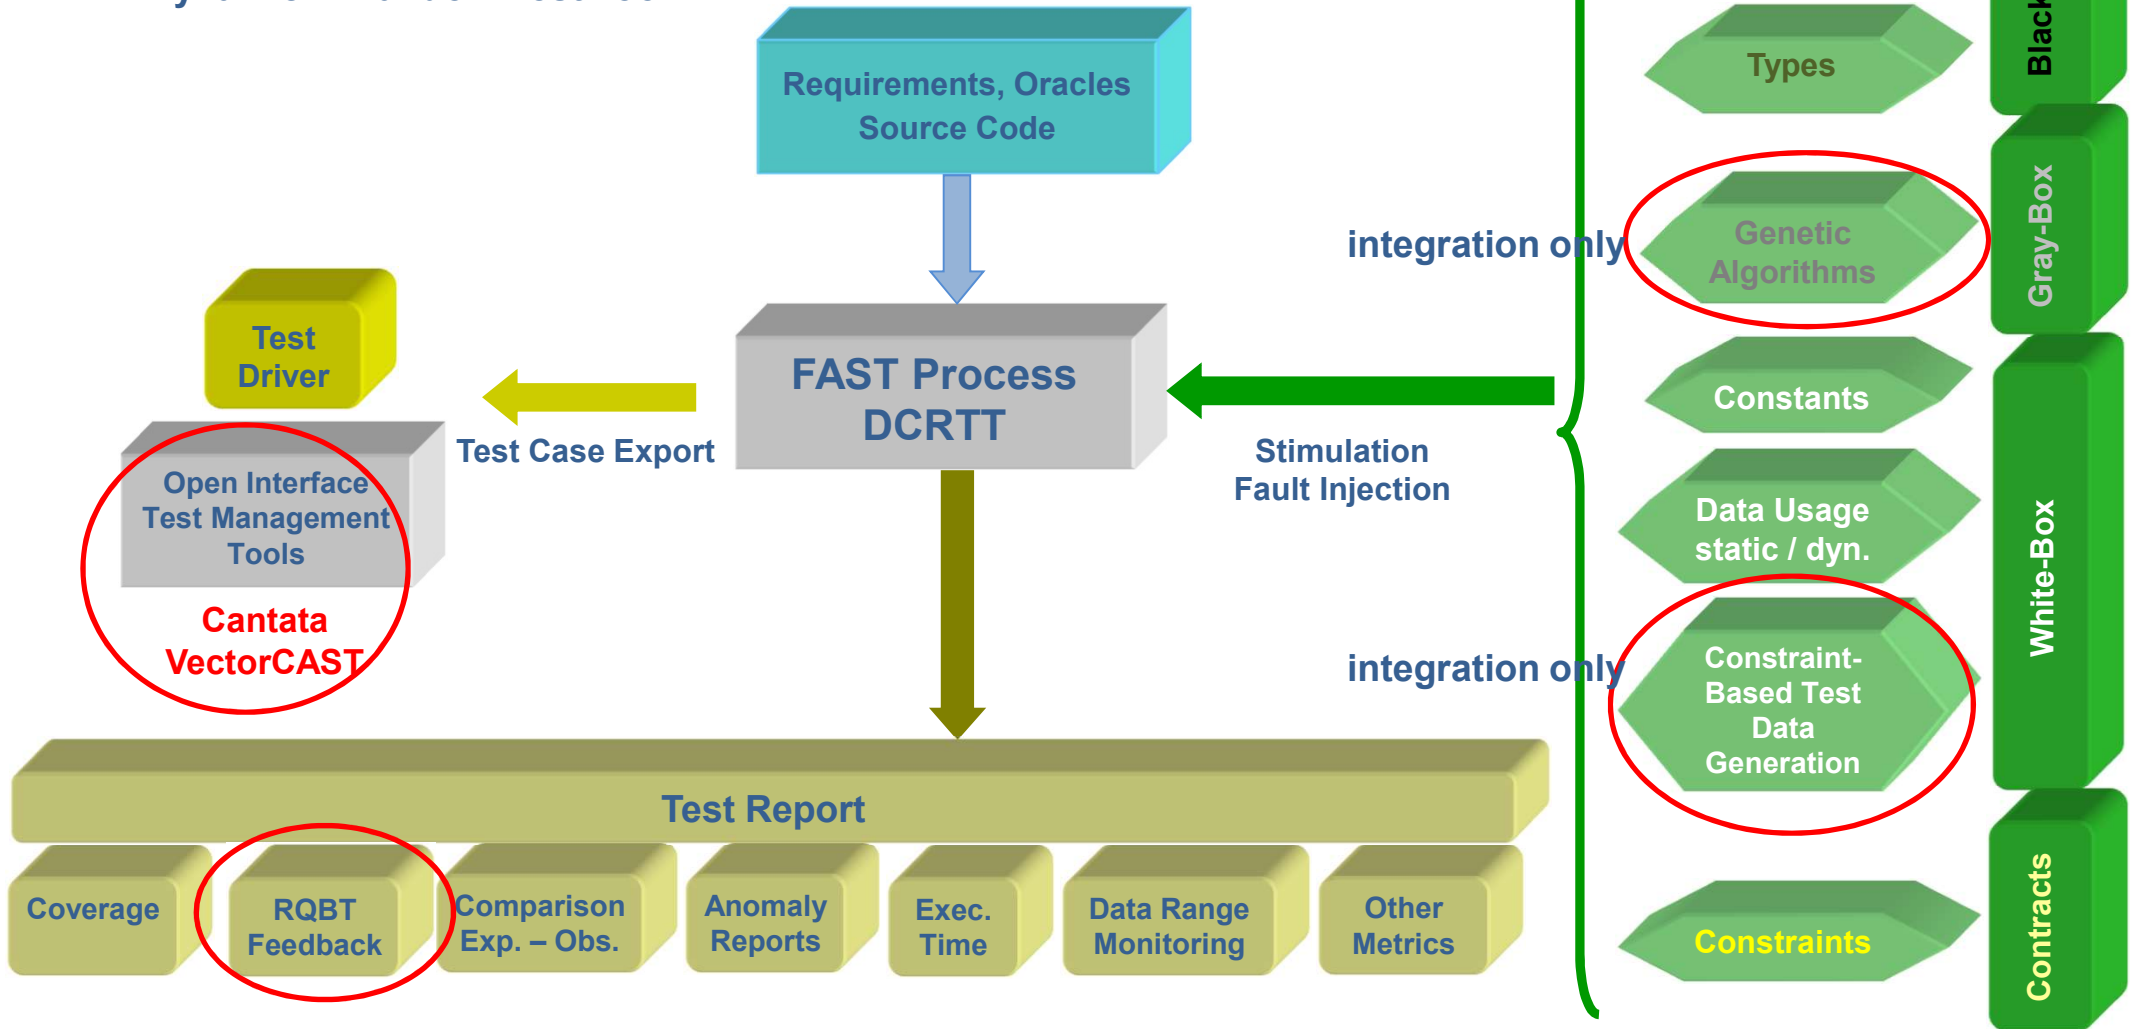 Requirements, Oracles
Source Code
Types
Black
integration only
Genetic
Algorithms
Gray-Box
Test
Driver
FAST Process
DCRTT
Constants
Test Case Export
Stimulation
Fault Injection
Open Interface
Test Management
Tools
Data Usage
static / dyn.
White-Box
Cantata
VectorCAST
integration only
Constraint-
Based Test
Data
Generation
Test Report
Coverage
RQBT
Feedback
Comparison
Exp. – Obs.
Anomaly
Reports
Exec.
Time
Data Range
Monitoring
Other
Metrics
Constraints
Contracts